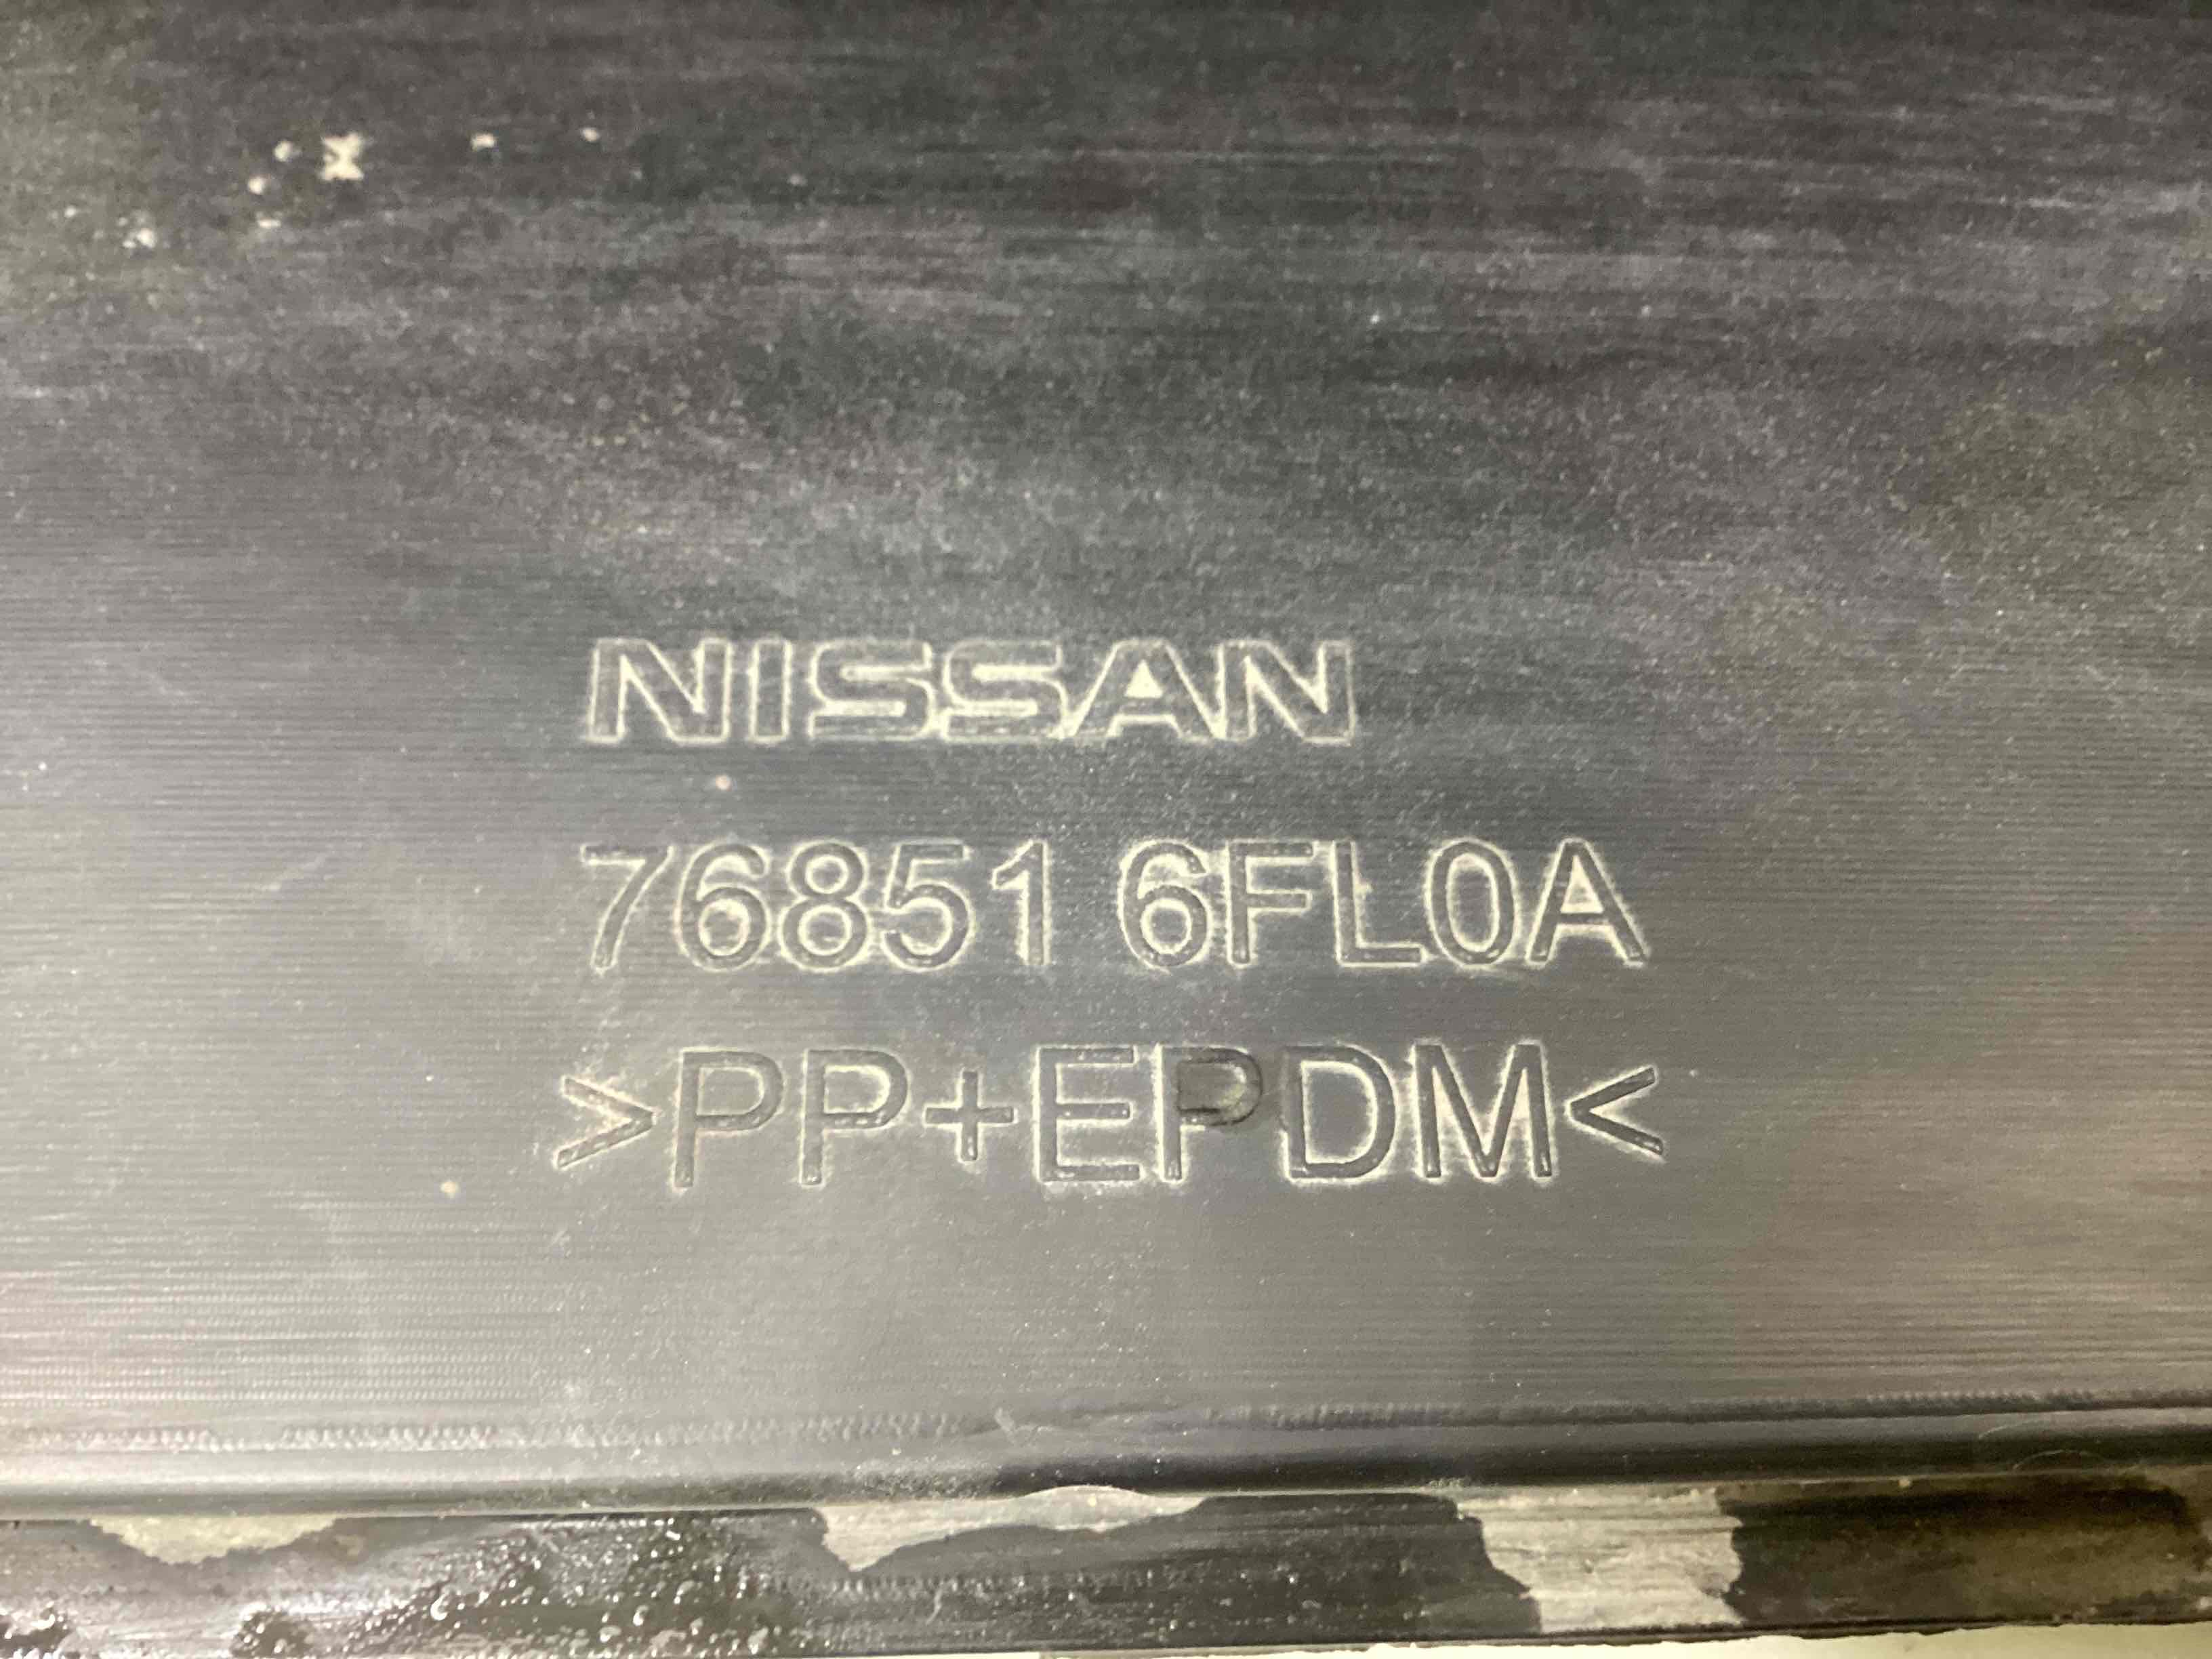 NISSAN
76851 6FL0A
>PP+EPDM<